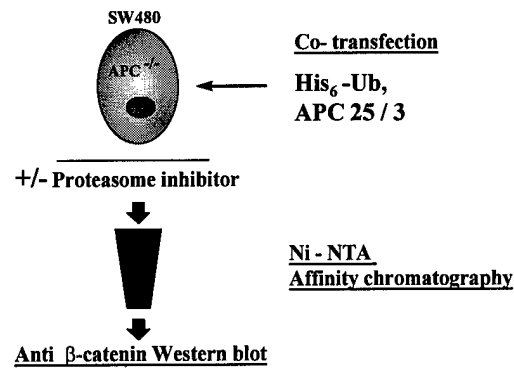 SW480
APC-/-
Co- transfection
His6 -Ub,
APC 25 / 3
+/- Proteasome inhibitor
Ni - NTA
Affinity chromatography
Anti β-catenin Western blot